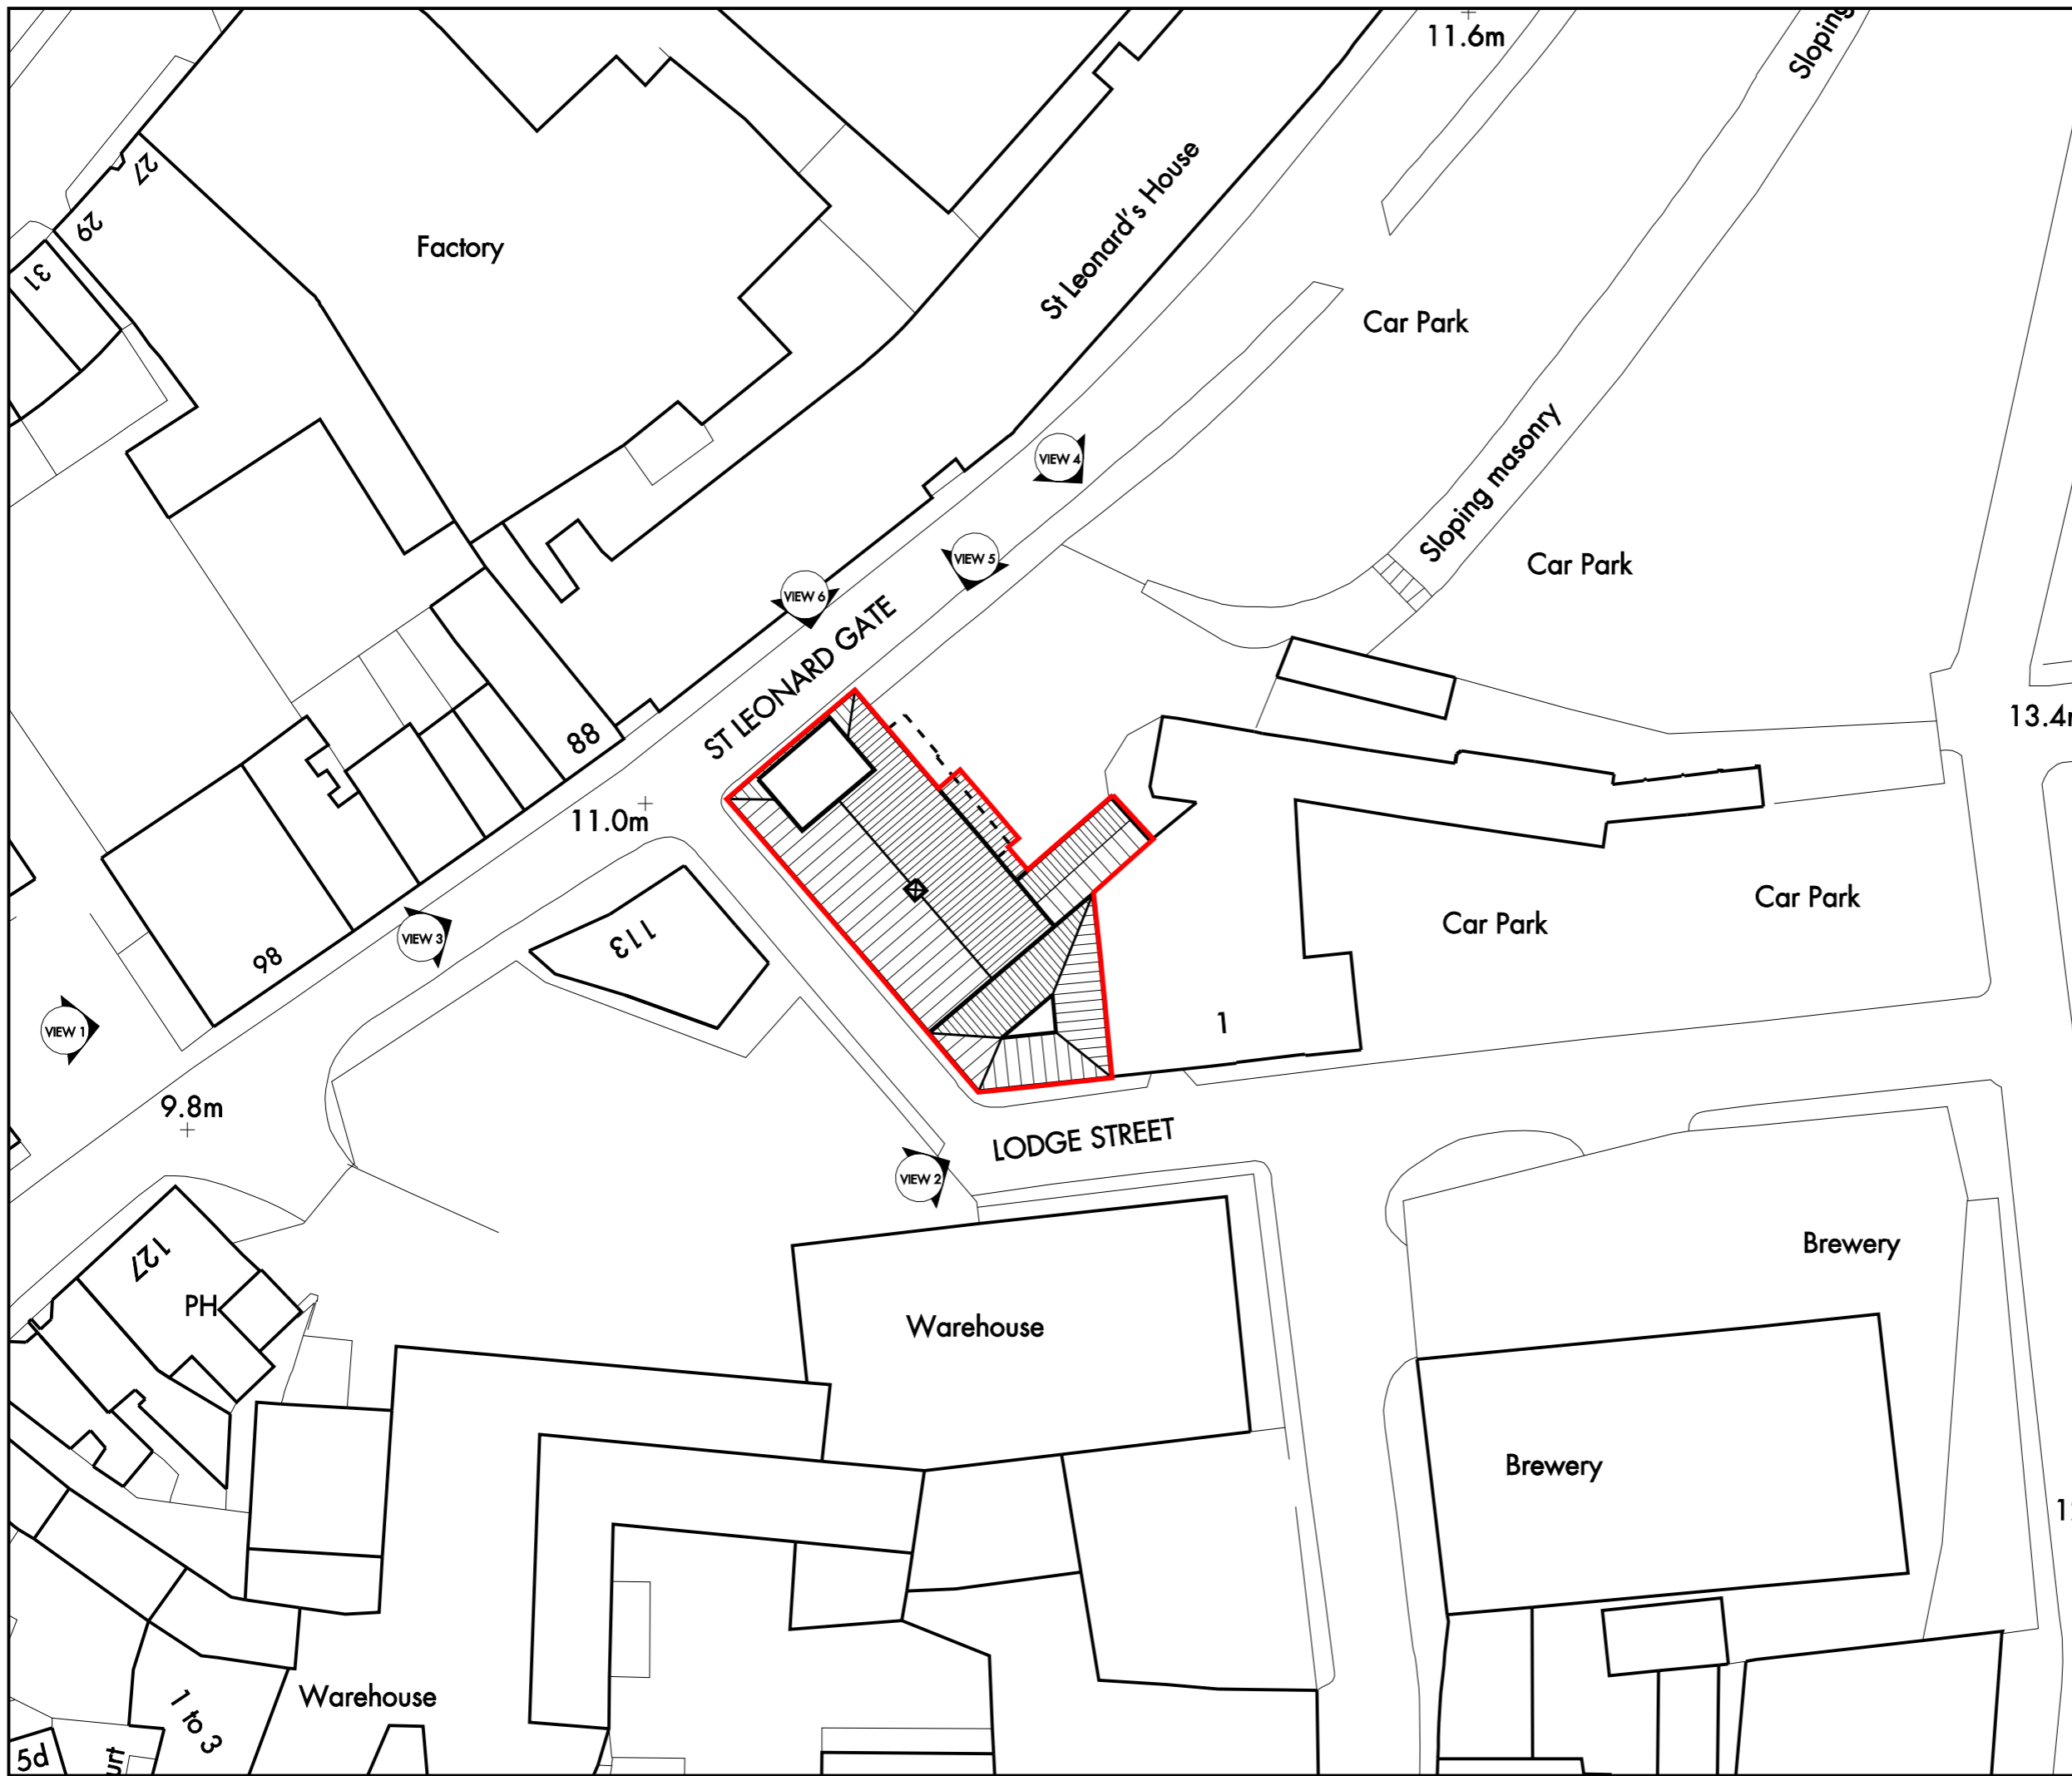 11.6m
Sloping
27
29
31
Factory
St Leonard's House
Car Park
VIEW 4
Sloping masonry
VIEW 5
Car Park
VIEW 6
ST LEONARD GATE
88
13.4m
11.0m
113
98
VIEW 3
Car Park
Car Park
VIEW 1
1
9.8m
LODGE STREET
VIEW 2
127
PH
Brewery
Warehouse
Brewery
Warehouse
1 to 3
5d